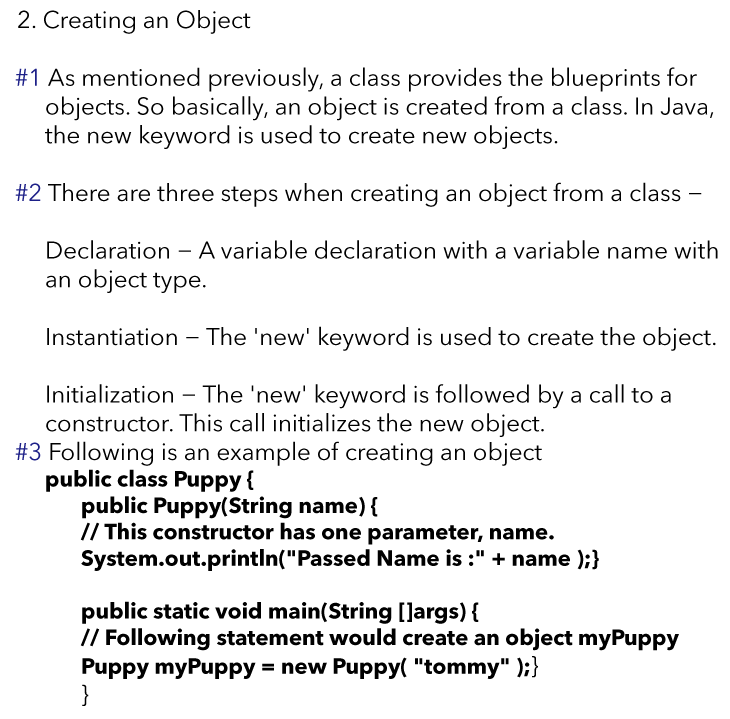 2. Creating an Object
#1 As mentioned previously, a class provides the blueprints for
objects. So basically, an object is created from a class. In Java,
the new keyword is used to create new objects.
#2 There are three steps when creating an object from a class −
Declaration − A variable declaration with a variable name with
an object type.
Instantiation − The 'new' keyword is used to create the object.
Initialization − The 'new' keyword is followed by a call to a
constructor. This call initializes the new object.
#3 Following is an example of creating an object
public class Puppy {
public Puppy(String name) {
// This constructor has one parameter, name.
System.out.println("Passed Name is :" + name );}
public static void main(String []args) {
// Following statement would create an object myPuppy
Puppy myPuppy = new Puppy( "tommy" );}
}